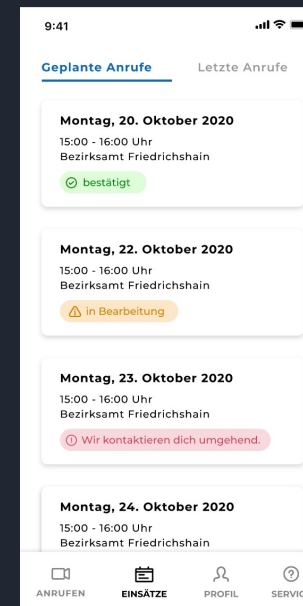 9:41
Geplante Anrufe Letzte Anrufe
Montag, 20. Oktober 2020
15:00 - 16:00 Uhr
Bezirksamt Friedrichshain
bestätigt
Montag, 22. Oktober 2020
15:00 - 16:00 Uhr
Bezirksamt Friedrichshain
in Bearbeitung
Montag, 23. Oktober 2020
15:00 - 16:00 Uhr
Bezirksamt Friedrichshain
Wir kontaktieren dich umgehend.
Montag, 24. Oktober 2020
15:00 - 16:00 Uhr
Bezirksamt Friedrichshain
ANRUFEN EINSÄTZE PROFIL